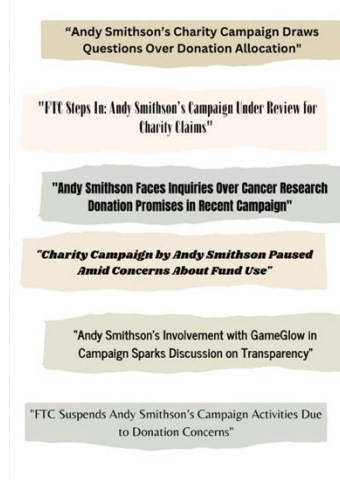 “Andy Smithson’s Charity Campaign Draws
Questions Over Donation Allocation"
"FTC Steps In: Andy Smithson’s Campaign Under Review for
Charity Claims"
"Andy Smithson Faces Inquiries Over Cancer Research
Donation Promises in Recent Campaign"
"Charity Campaign by Andy Smithson Paused
Amid Concerns About Fund Use"
"Andy Smithson’s Involvement with GameGlow in
Campaign Sparks Discussion on Transparency"
"FTC Suspends Andy Smithson’s Campaign Activities Due
to Donation Concerns"